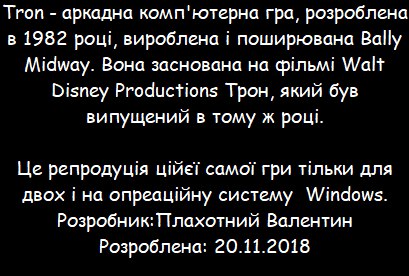 Tron - аркадна комп'ютерна гра, розроблена
в 1982 році, вироблена і поширювана Bally
Midway. Вона заснована на фільмі Walt
Disney Productions Трон, який був
випущений в тому ж році.
Це репродуція ційєї самої гри тільки для
двох і на опреаційну систему  Windows.
Розробник:Плахотний Валентин
Розроблена: 20.11.2018